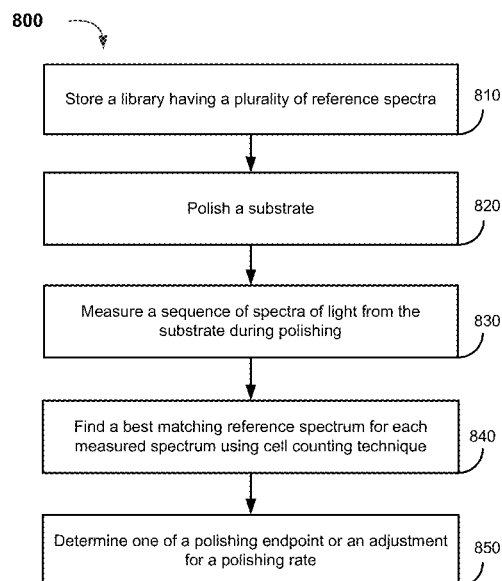 800
Store a library having a plurality of reference spectra
810
Polish a substrate
820
Measure a sequence of spectra of light from the
substrate during polishing
830
Find a best matching reference spectrum for each
measured spectrum using cell counting technique
840
Determine one of a polishing endpoint or an adjustment
for a polishing rate
850